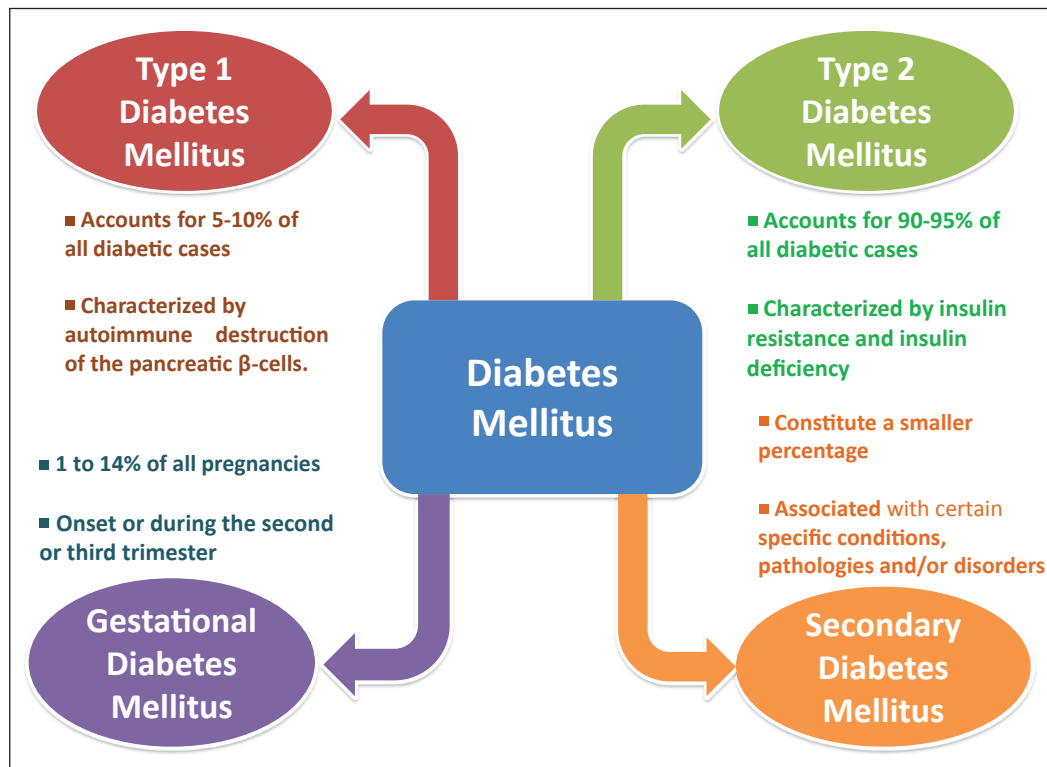 Type 1
Diabetes
Mellitus
■ Accounts for 5-10% of
all diabetic cases
■ Characterized by
autoimmune destruction
of the pancreatic β-cells.
Type 2
Diabetes
Mellitus
■ Accounts for 90-95% of
all diabetic cases
■ Characterized by insulin
resistance and insulin
deficiency
Diabetes
Mellitus
■ 1 to 14% of all pregnancies
■ Onset or during the second
or third trimester
Gestational
Diabetes
Mellitus
■ Constitute a smaller
percentage
■ Associated with certain
specific conditions,
pathologies and/or disorders
Secondary
Diabetes
Mellitus